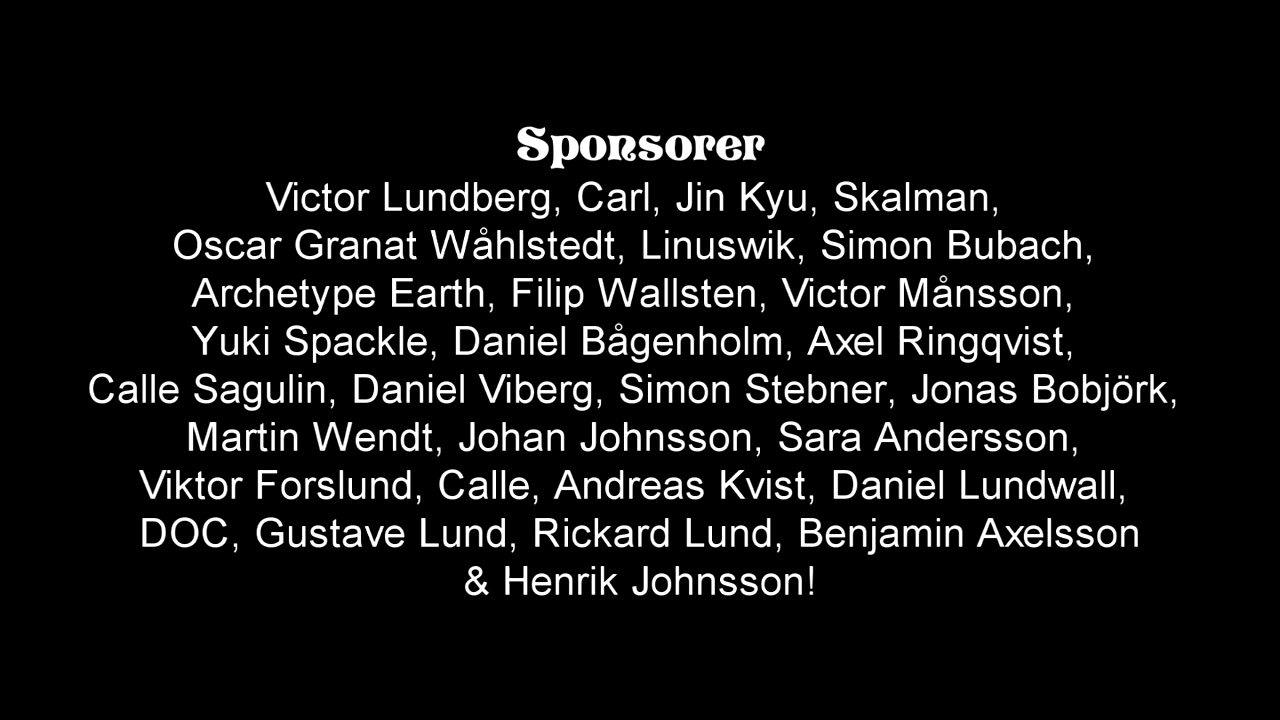 Sponsorer
Victor Lundberg, Carl, Jin Kyu, Skalman,
Oscar Granat Wåhlstedt, Linuswik, Simon Bubach,
Archetype Earth, Filip Wallsten, Victor Månsson,
Yuki Spackle, Daniel Bågenholm, Axel Ringqvist,
Calle Sagulin, Daniel Viberg, Simon Stebner, Jonas Bobjörk,
Martin Wendt, Johan Johnsson, Sara Andersson,
Viktor Forslund, Calle, Andreas Kvist, Daniel Lundwall,
DOC, Gustave Lund, Rickard Lund, Benjamin Axelsson
& Henrik Johnsson!